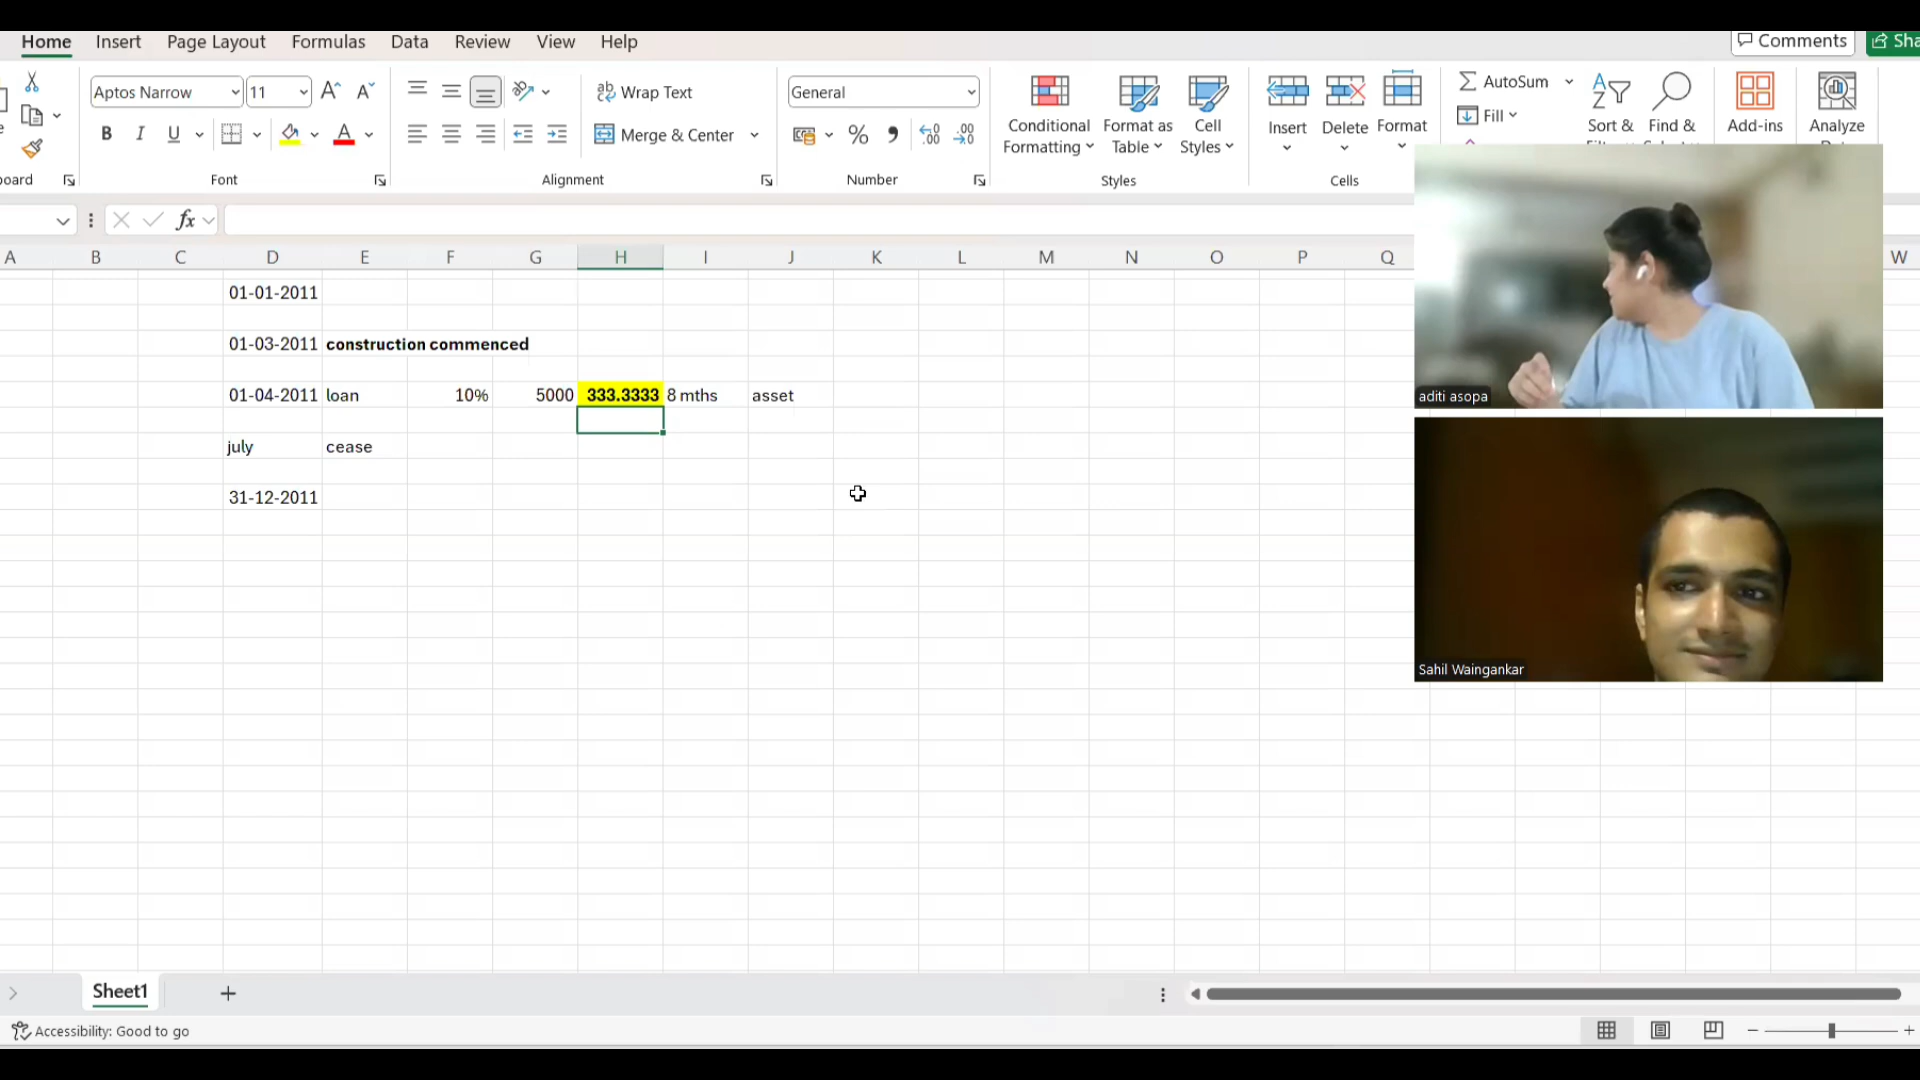 Home Insert Page Layout Formulas Data Review View Help Comments
Aptos Narrow 11 Wrap Text General Conditional Formatting Format as Table Cell Styles Insert Delete Format AutoSum Fill Sort & Find & Add-ins Analyze
B I U Merge & Center % 
Font Alignment Number Styles Cells
fx
A B C D E F G H I J K L M N O P Q W
01-01-2011
01-03-2011 construction commenced
01-04-2011 loan 10% 5000 333.3333 8 mths asset
july cease
31-12-2011
aditi asopa
Sahil Waingankar
Sheet1
Accessibility: Good to go